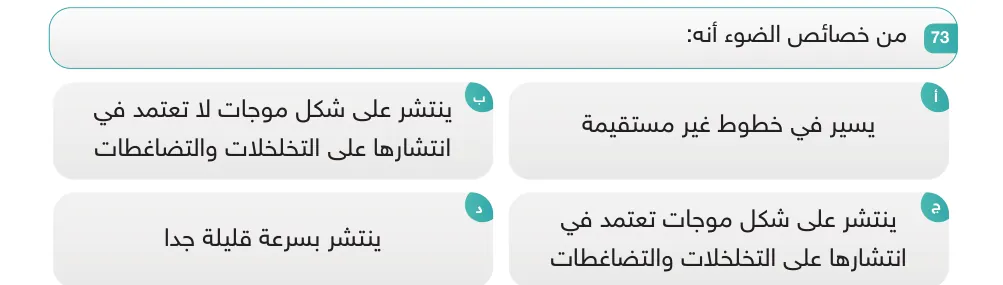 73 من خصائص الضوء أنه:
أ
يسير في خطوط غير مستقيمة
ب
ينتشر على شكل موجات لا تعتمد في
انتشارها على التخلخلات والتضاغطات
ج
ينتشر على شكل موجات تعتمد في
انتشارها على التخلخلات والتضاغطات
د
ينتشر بسرعة قليلة جدا